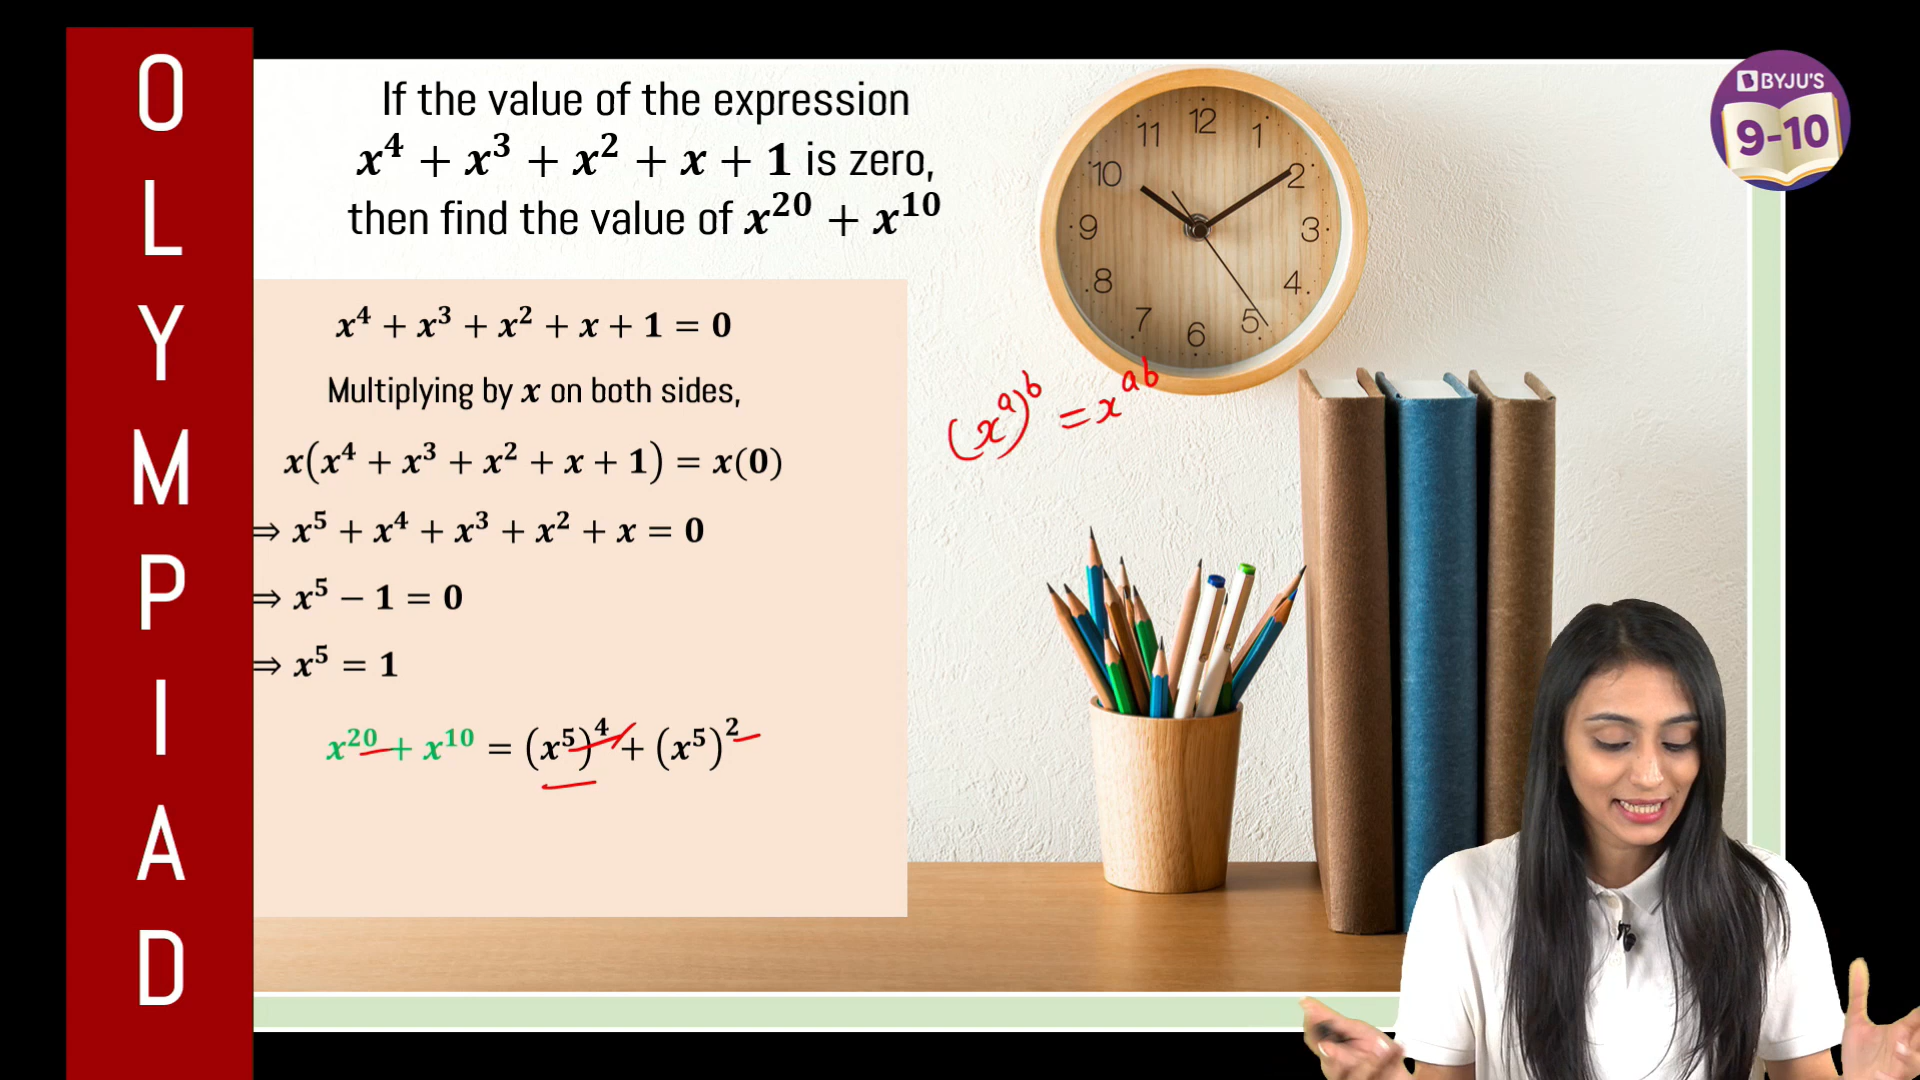 OLYMPIAD
If the value of the expression
x⁴ + x³ + x² + x + 1 is zero,
then find the value of x²⁰ + x¹⁰
x⁴ + x³ + x² + x + 1 = 0
Multiplying by x on both sides,
x(x⁴ + x³ + x² + x + 1) = x(0)
⇒ x⁵ + x⁴ + x³ + x² + x = 0
⇒ x⁵ − 1 = 0
⇒ x⁵ = 1
x²⁰ + x¹⁰ = (x⁵)⁴ + (x⁵)²
(xᵃ)ᵇ = xᵃᵇ
12
1
2
3
4
5
6
7
8
9
10
11
BYJU'S
9-10